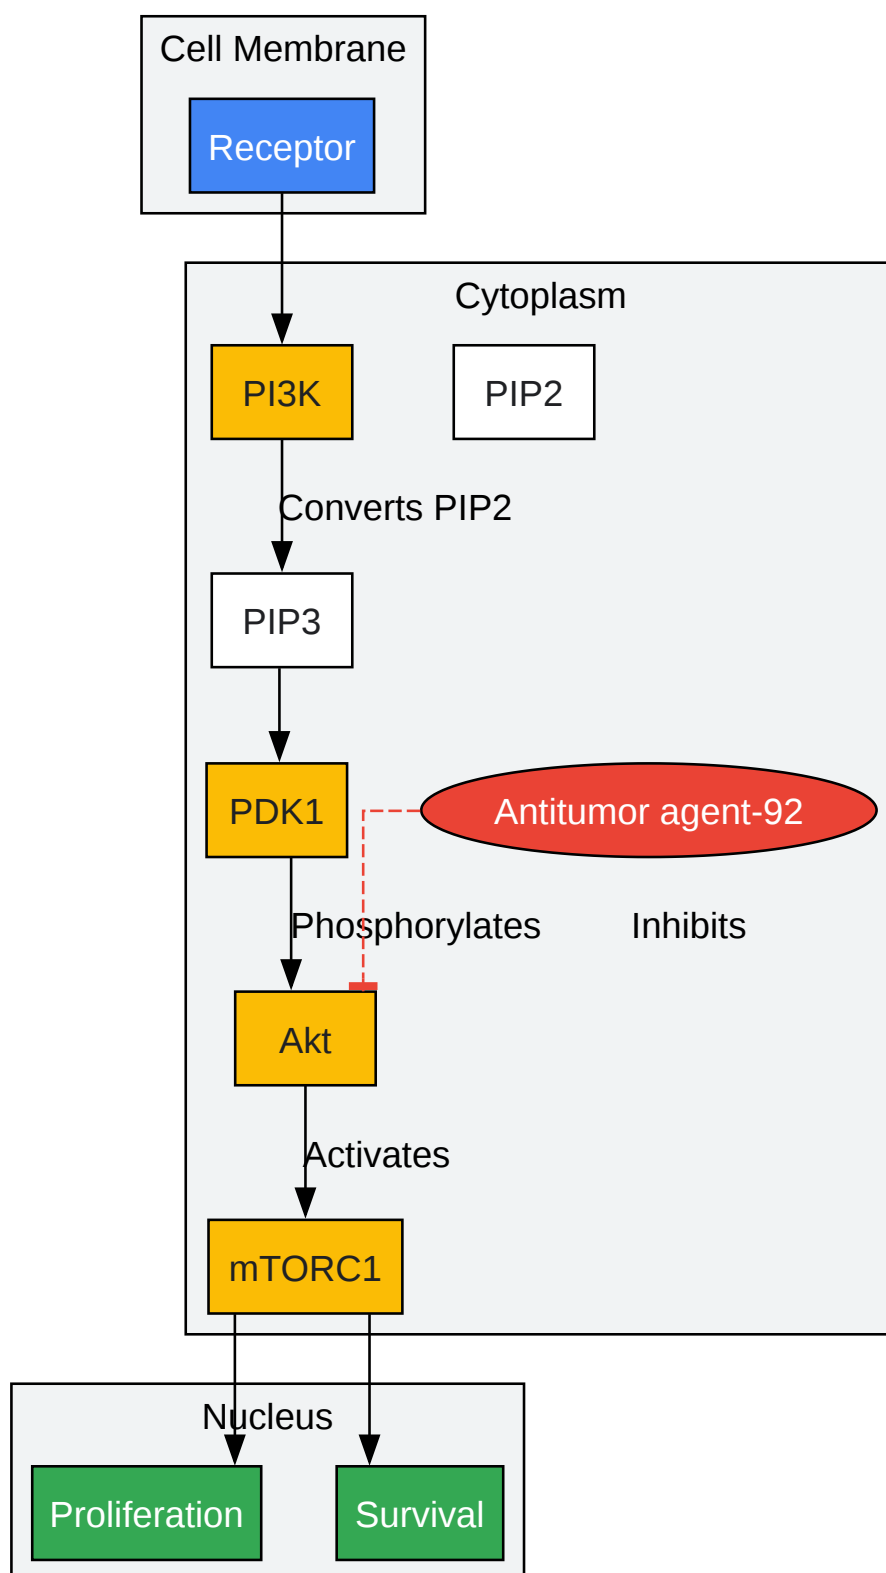 Cell Membrane
Receptor
Cytoplasm
PI3K
PIP2
Converts PIP2
PIP3
PDK1
Antitumor agent-92
Phosphorylates
Inhibits
Akt
Activates
mTORC1
Nucleus
Proliferation
Survival